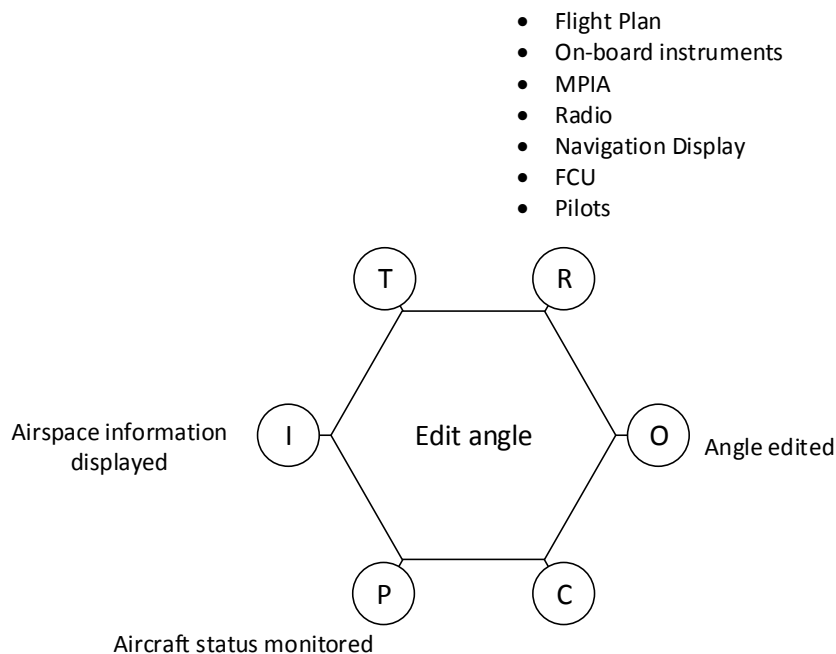 • Flight Plan
• On-board instruments
• MPIA
• Radio
• Navigation Display
• FCU
• Pilots
T
R
Airspace information
displayed
I
Edit angle
O
Angle edited
P
C
Aircraft status monitored